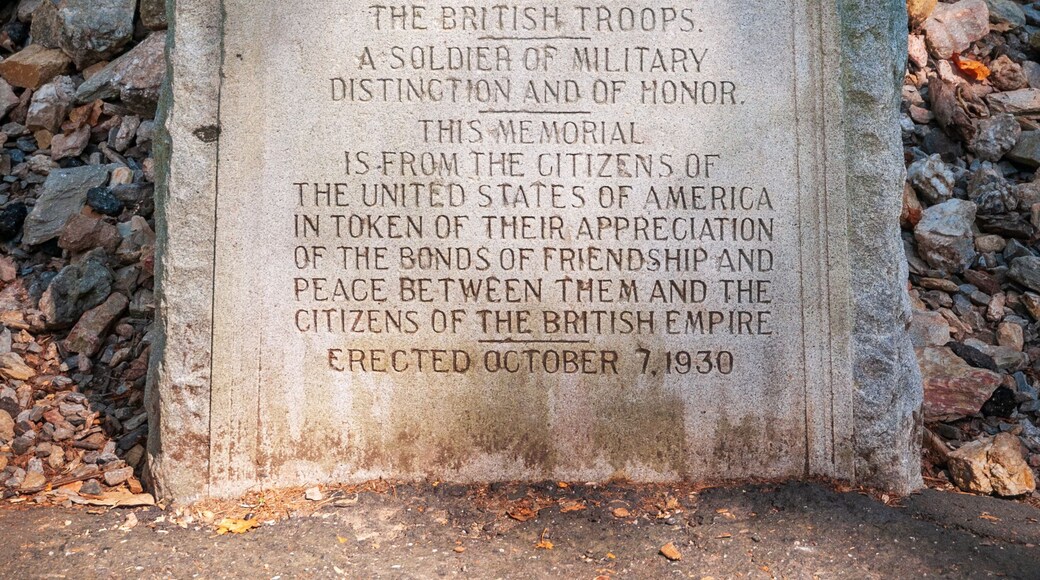 THE BRITISH TROOPS.
A SOLDIER OF MILITARY
DISTINCTION AND OF HONOR.
THIS MEMORIAL
IS FROM THE CITIZENS OF
THE UNITED STATES OF AMERICA
IN TOKEN OF THEIR APPRECIATION
OF THE BONDS OF FRIENDSHIP AND
PEACE BETWEEN THEM AND THE
CITIZENS OF THE BRITISH EMPIRE
ERECTED OCTOBER 7, 1930